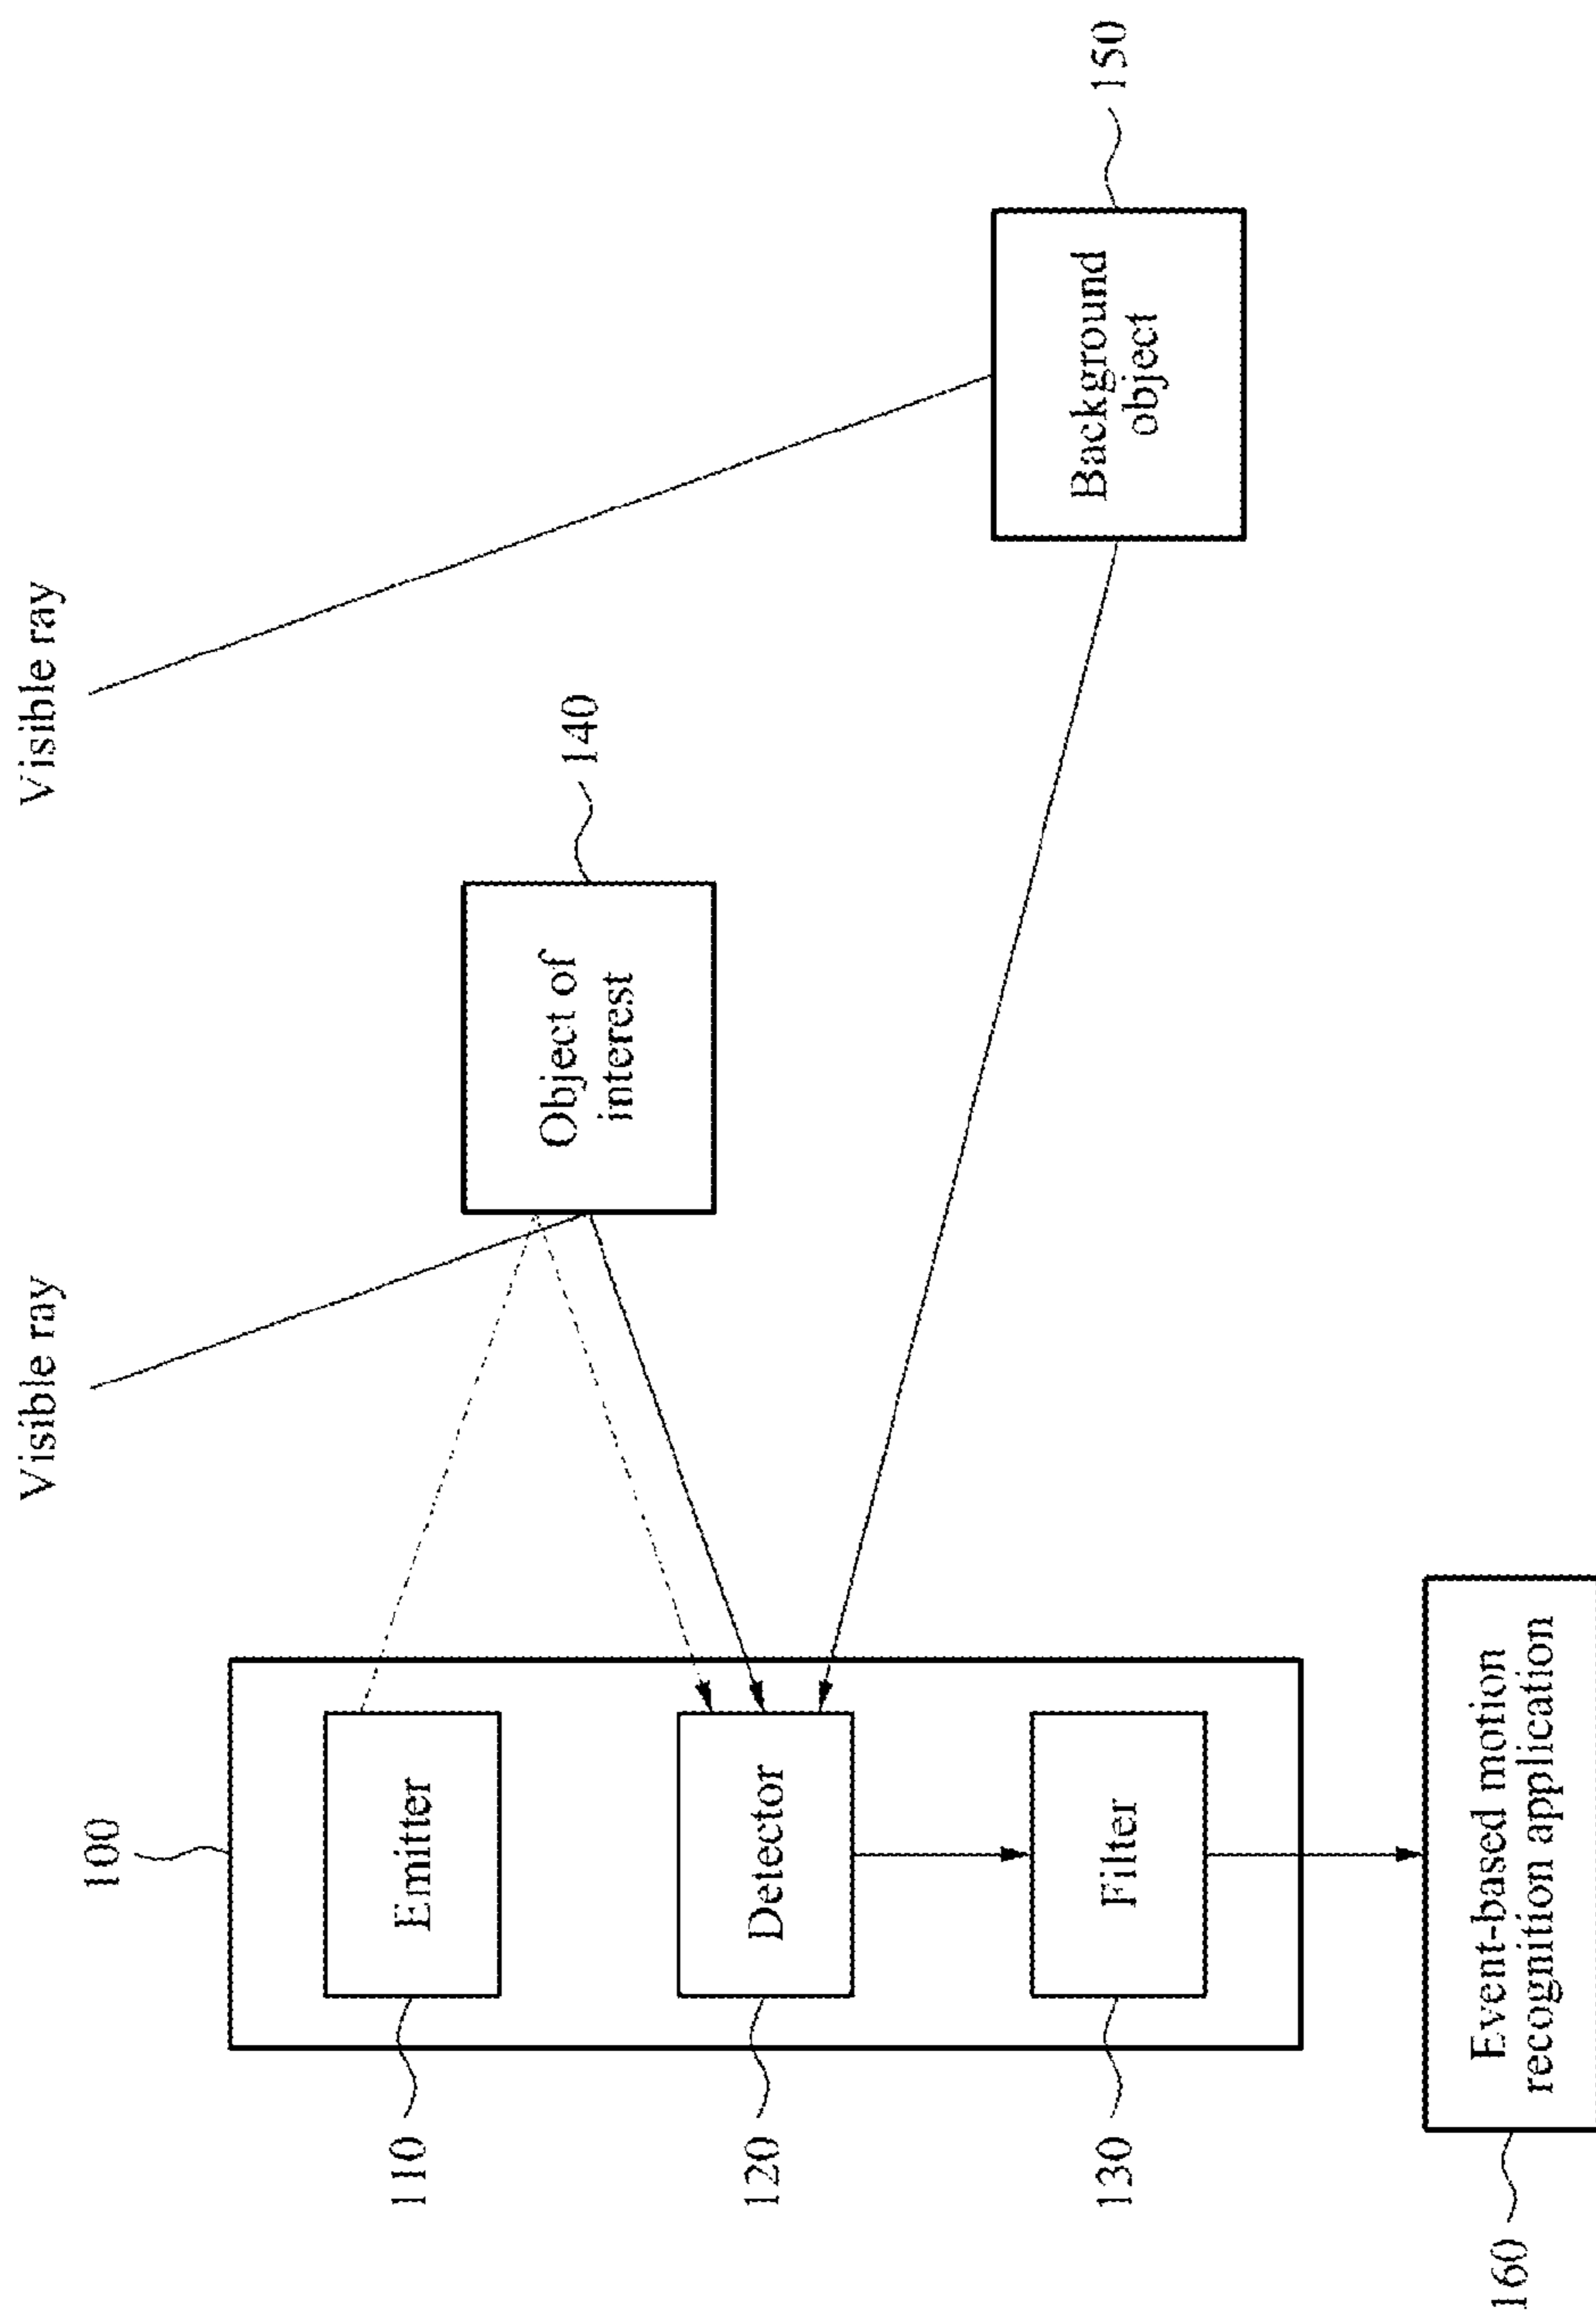 Visible ray
Visible ray
100
110
Emitter
120
Detector
130
Filter
Object of
interest
140
Background
object
150
160
Event-based motion
recognition application